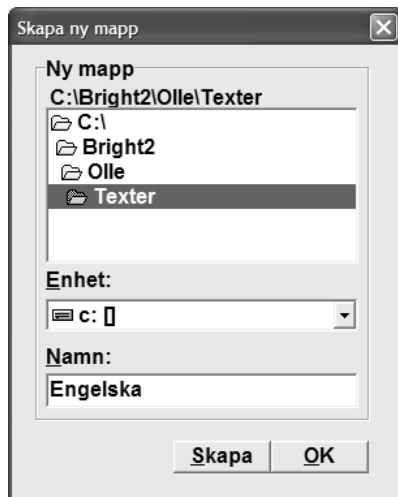 Skapa ny mapp
Ny mapp
C:\Bright2\Olle\Texter
C:\
Bright2
Olle
Texter
Enhet:
c: []
Namn:
Engelska
Skapa OK